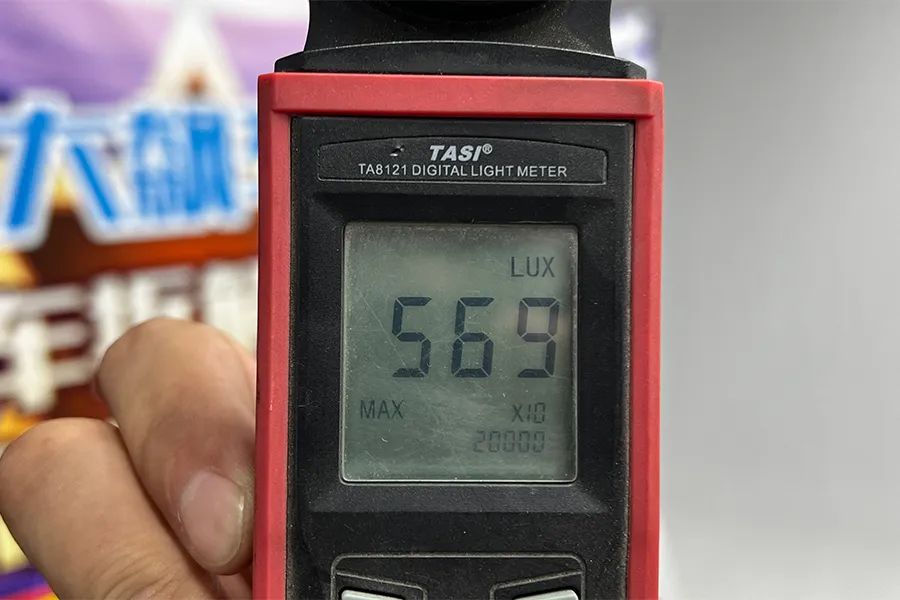 TASI®
TA8121 DIGITAL LIGHT METER
LUX
569
MAX X10
20000